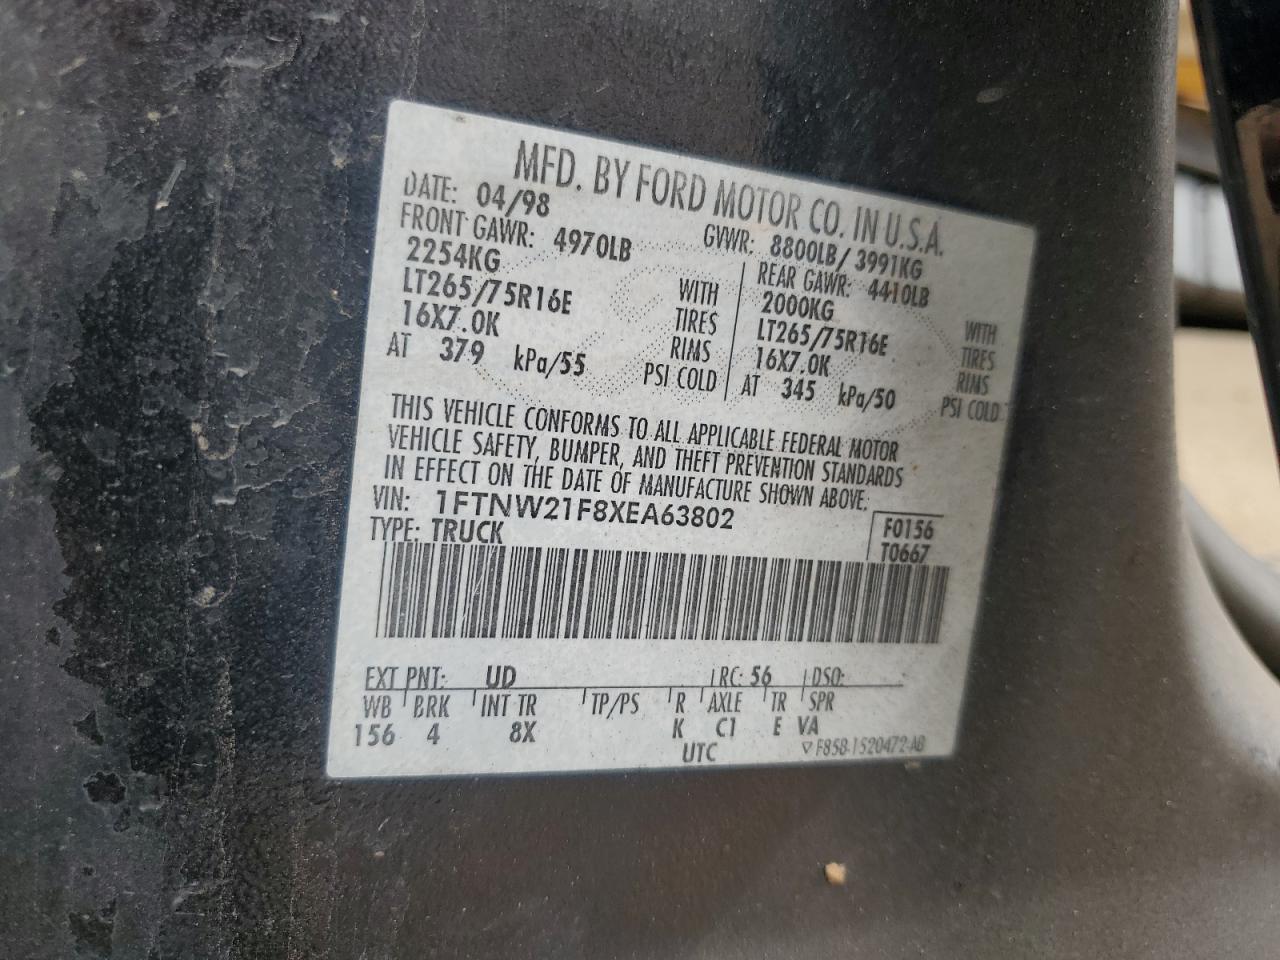 MFD. BY FORD MOTOR CO. IN U.S.A.
DATE: 04/98 GVWR: 8800LB/ 3991KG
FRONT GAWR: 4970LB REAR GAWR: 4410LB
2254KG WITH 2000KG WITH
LT265/75R16E TIRES LT265/75R16E TIRES
16X7.0K RIMS 16X7.0K RIMS
AT 379 kPa/55 PSI COLD AT 345 kPa/50 PSI COLD
THIS VEHICLE CONFORMS TO ALL APPLICABLE FEDERAL MOTOR
VEHICLE SAFETY, BUMPER, AND THEFT PREVENTION STANDARDS
IN EFFECT ON THE DATE OF MANUFACTURE SHOWN ABOVE.
VIN: 1FTNW21F8XEA63802 F0156
TYPE: TRUCK T0667
EXT PNT: UD RC: 56 DSO:
WB BRK INT TR TP/PS R AXLE TR SPR
156 4 8X K C1 E VA
UTC ▽F85B-1520472-AB